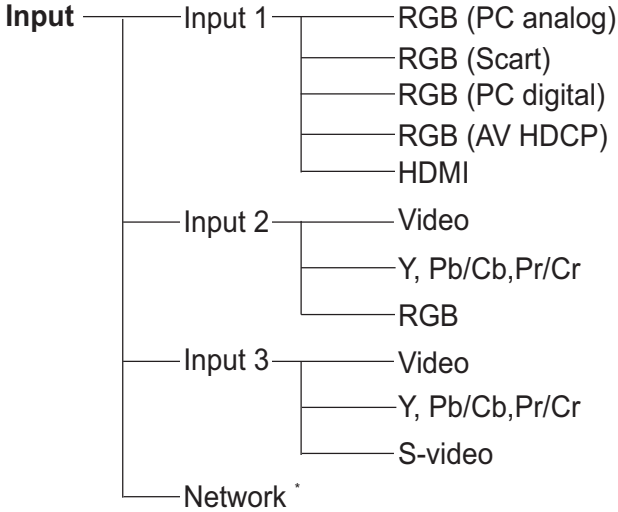 Input Input 1 RGB (PC analog)
RGB (Scart)
RGB (PC digital)
RGB (AV HDCP)
HDMI
Input 2 Video
Y, Pb/Cb,Pr/Cr
RGB
Input 3 Video
Y, Pb/Cb,Pr/Cr
S-video
Network *